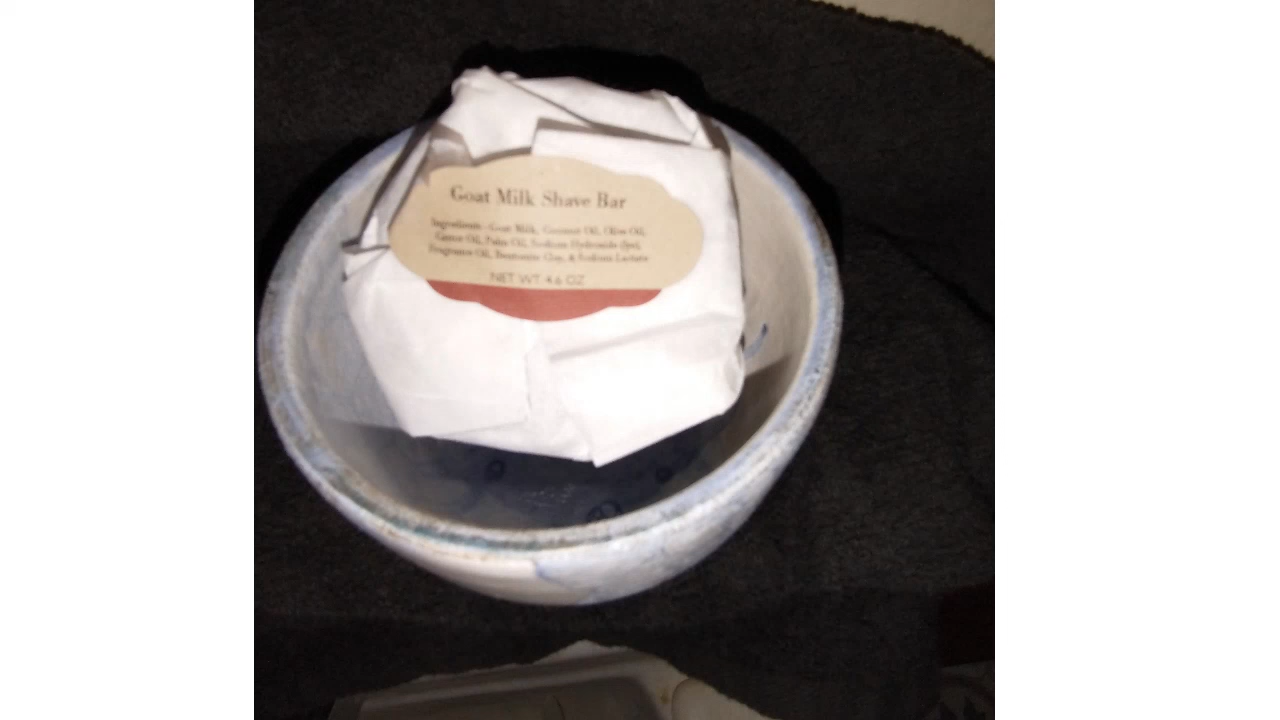 Goat Milk Shave Bar
Ingredients - Goat Milk, Coconut Oil, Olive Oil,
Castor Oil, Palm Oil, Sodium Hydroxide (lye),
Fragrance Oil, Bentonite Clay, & Sodium Lactate
NET WT 4.6 OZ